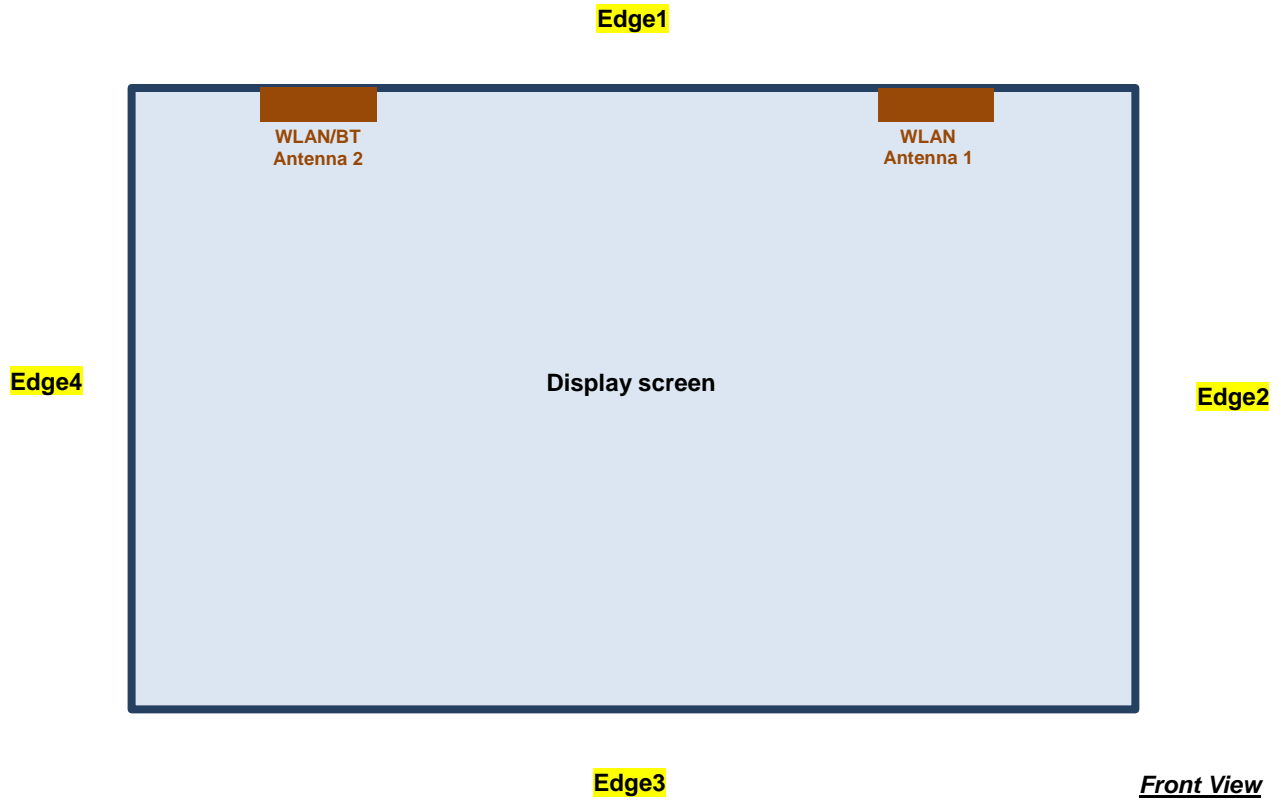 Edge1
WLAN/BT
Antenna 2
WLAN
Antenna 1
Edge4
Display screen
Edge2
Edge3
Front View